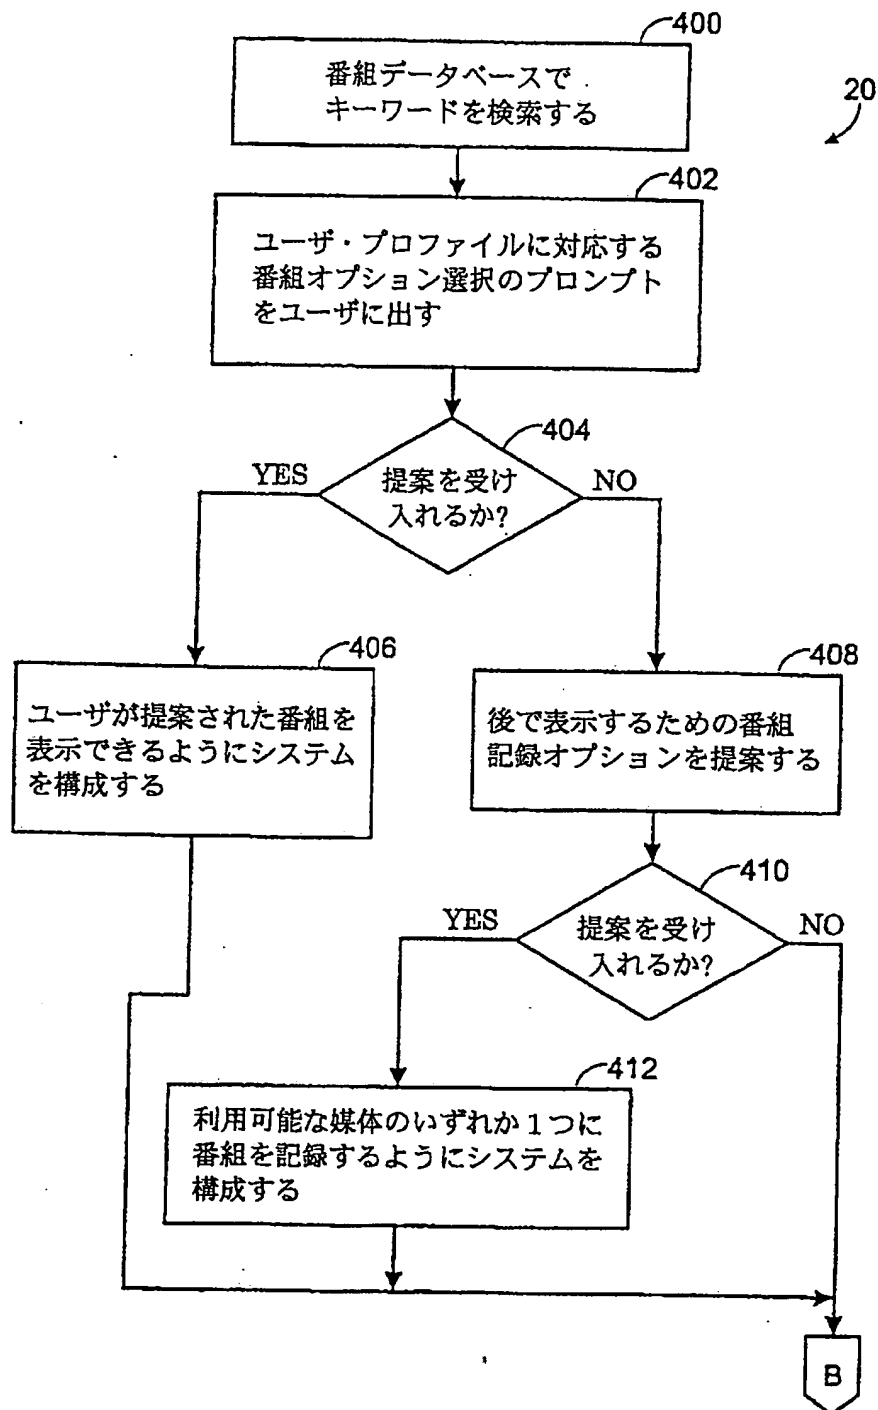 400
番組データベースで
キーワードを検索する
20
402
ユーザ・プロファイルに対応する
番組オプション選択のプロンプト
をユーザに出す
404
YES
提案を受け
入れるか?
NO
406
ユーザが提案された番組を
表示できるようにシステム
を構成する
408
後で表示するための番組
記録オプションを提案する
410
YES
提案を受け
入れるか?
NO
412
利用可能な媒体のいずれか1つに
番組を記録するようにシステムを
構成する
B